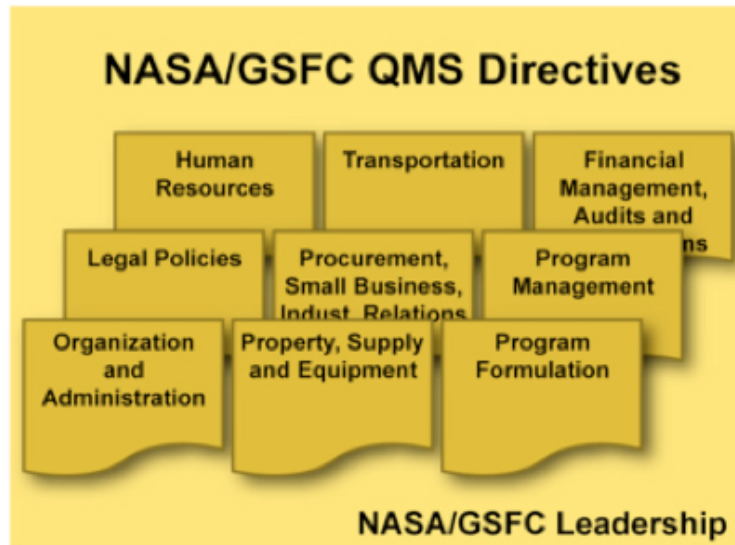 NASA/GSFC QMS Directives
Human
Resources
Transportation
Financial
Management,
Audits and
Legal Policies
Procurement,
Small Business,
Indust. Relations
Program
Management
Organization
and
Administration
Property, Supply
and Equipment
Program
Formulation
NASA/GSFC Leadership